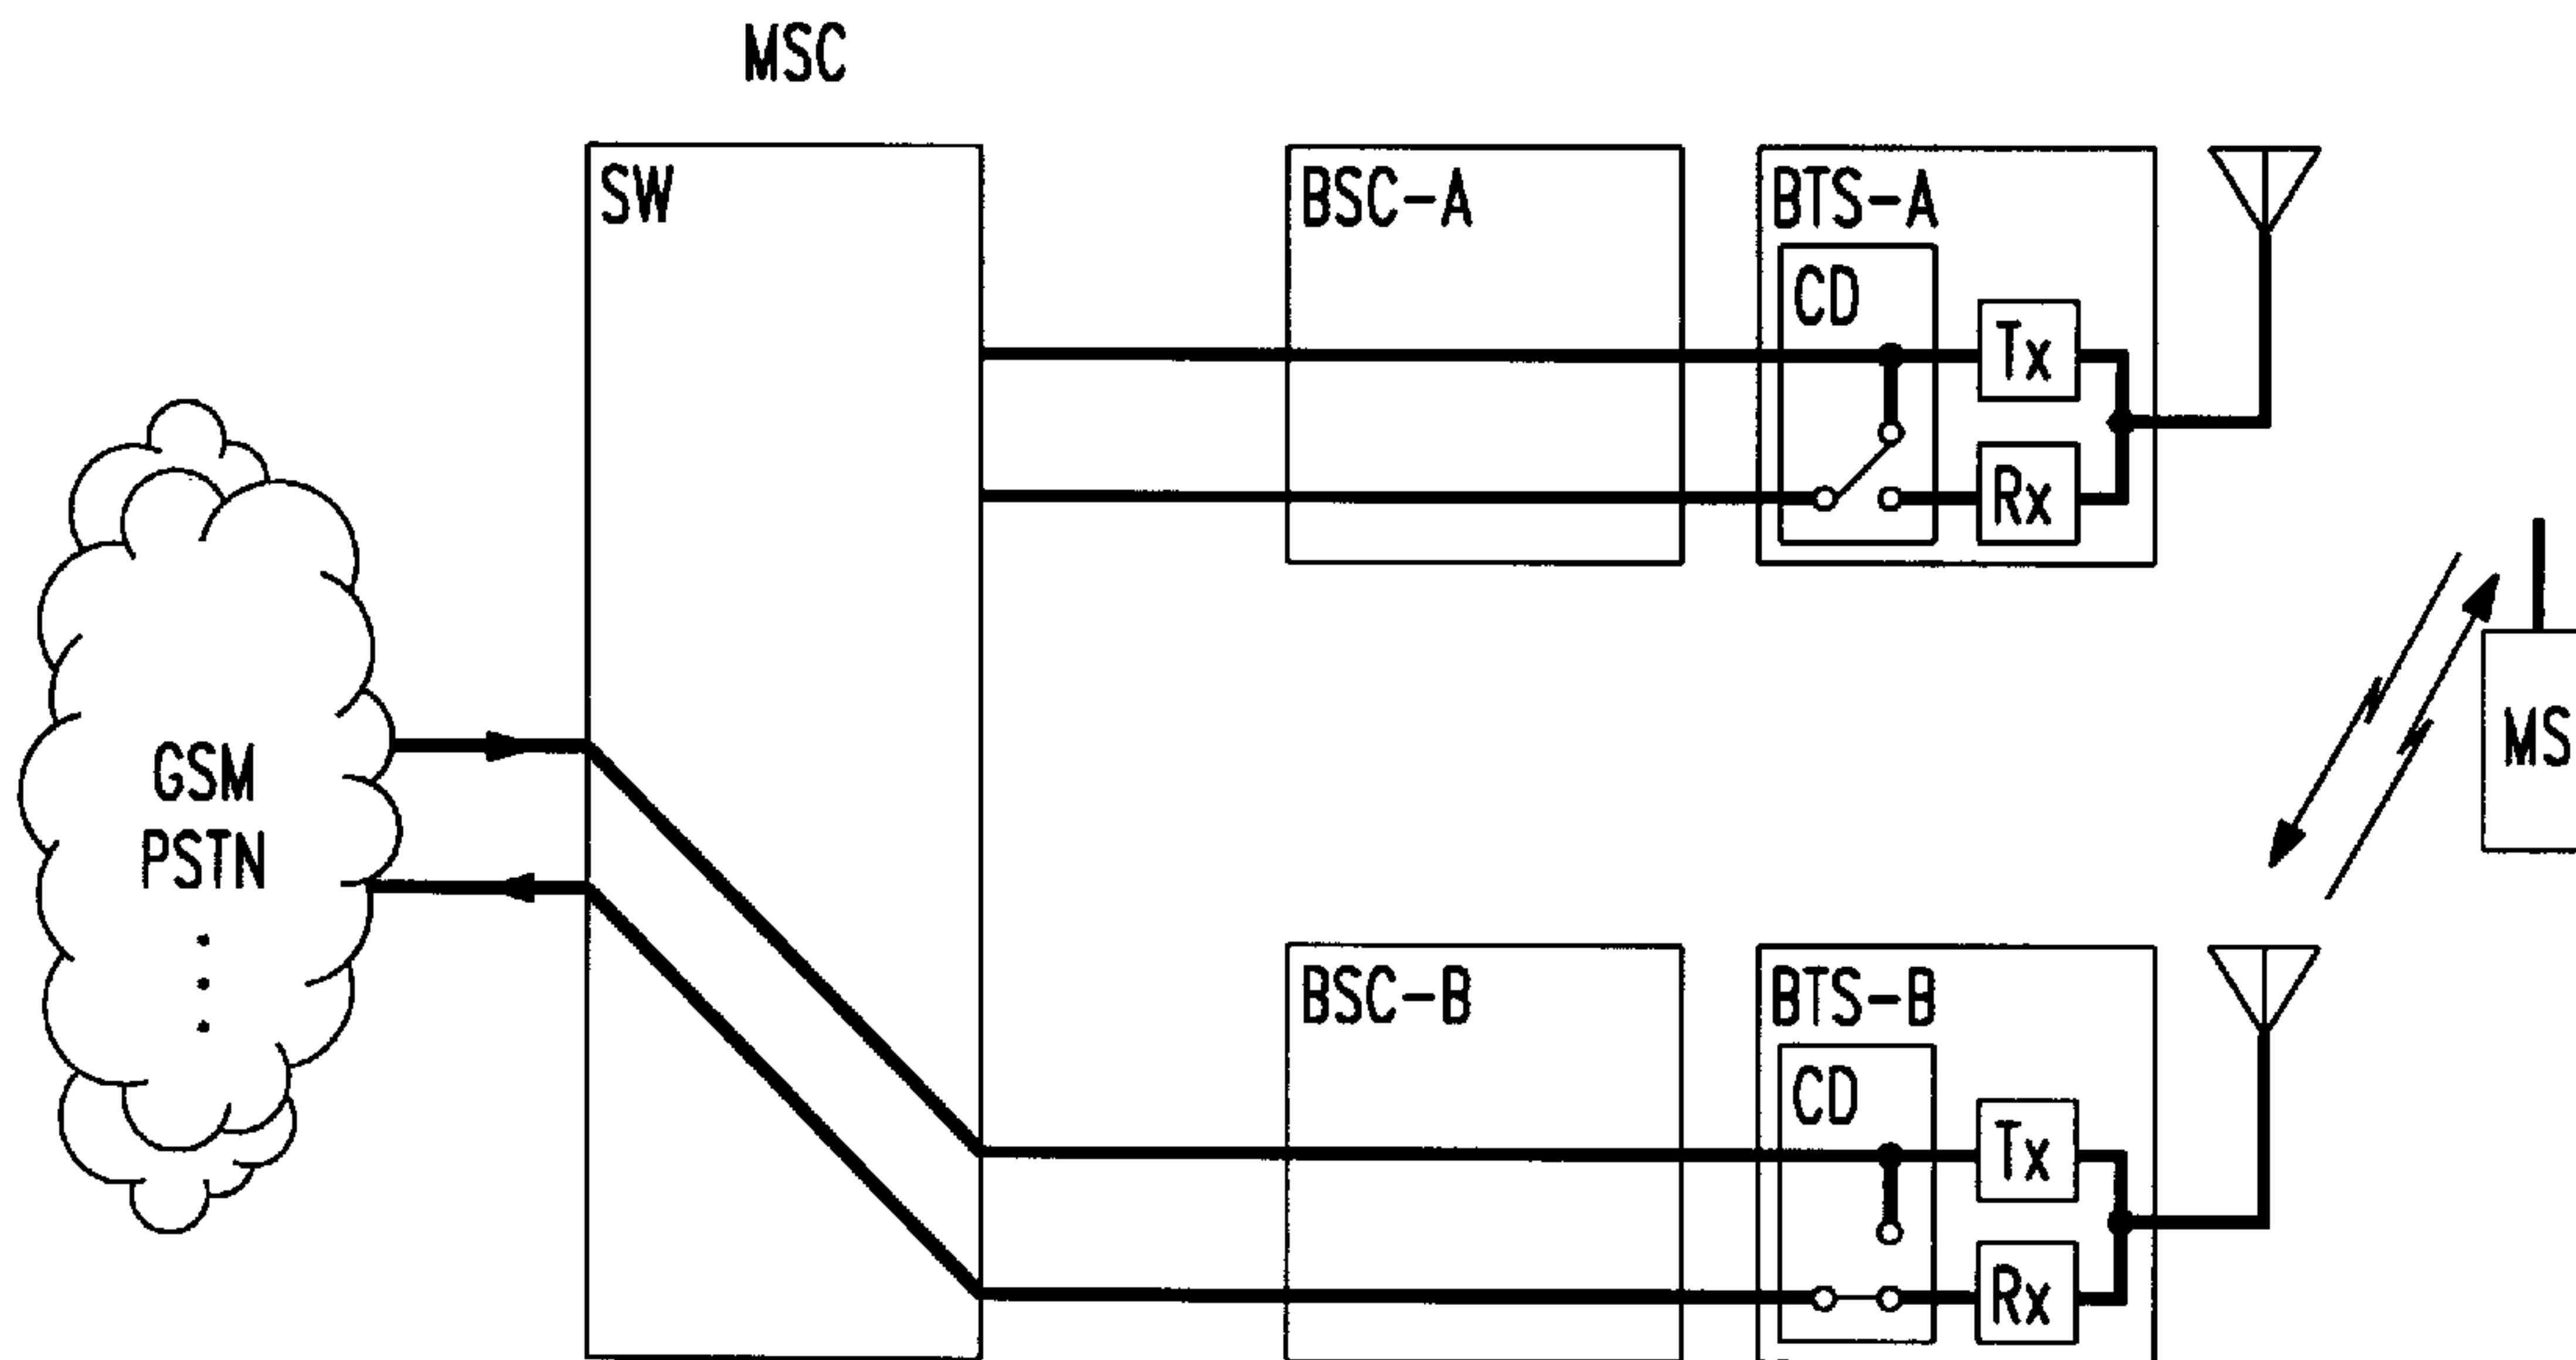 MSC
SW
BSC-A
BTS-A
CD
Tx
Rx
GSM
PSTN
MS
BSC-B
BTS-B
CD
Tx
Rx